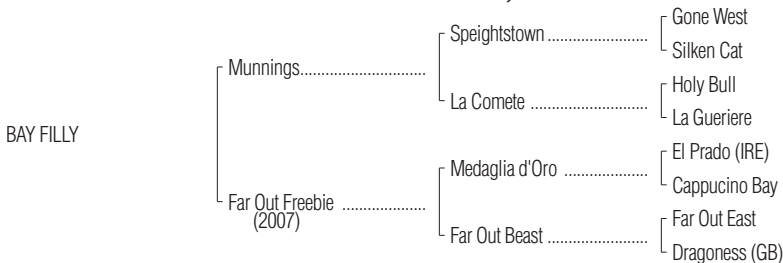 Gone West
Speightstown ........................
Silken Cat
Munnings..............................
Holy Bull
La Comete ............................
La Gueriere
BAY FILLY
El Prado (IRE)
Medaglia d'Oro ....................
Cappucino Bay
Far Out Freebie ....................
(2007)
Far Out East
Far Out Beast ........................
Dragoness (GB)